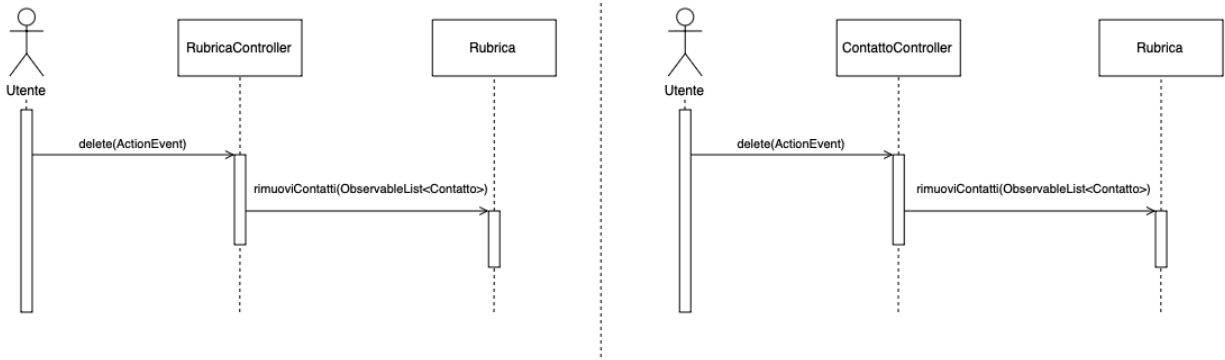 RubricaController
Rubrica
Utente
delete(ActionEvent)
rimuoviContatti(ObservableList<Contatto>)
ContattoController
Rubrica
Utente
delete(ActionEvent)
rimuoviContatti(ObservableList<Contatto>)